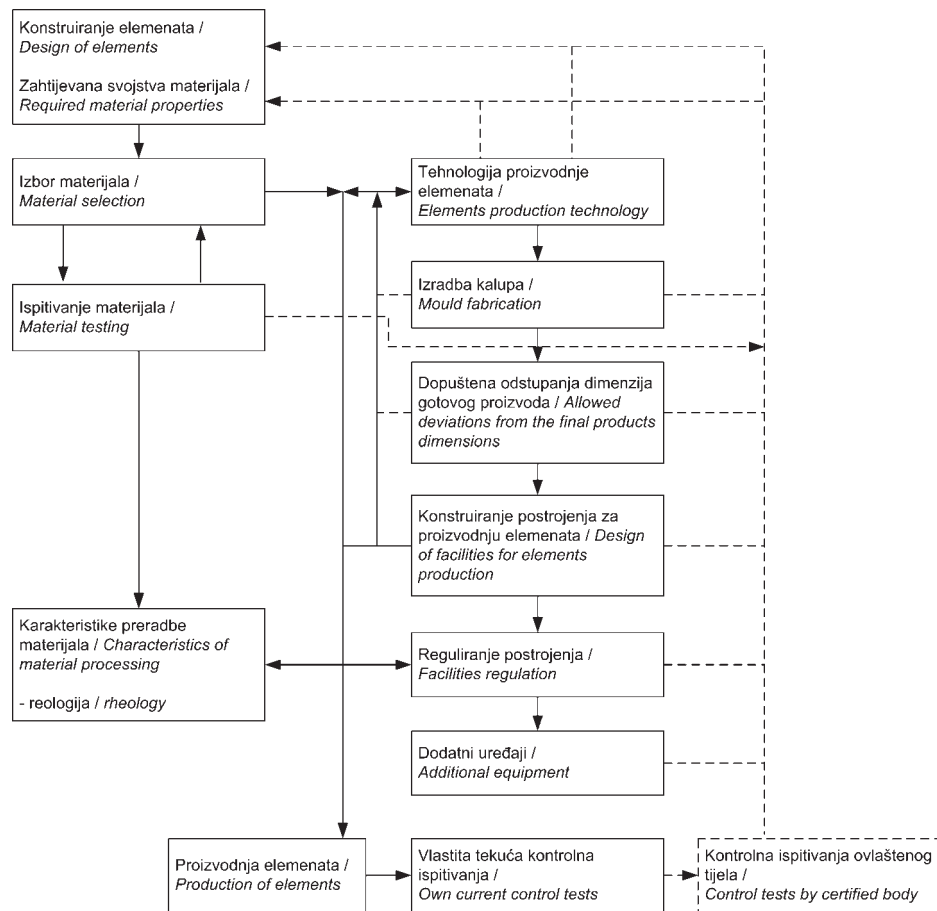 Konstruiranje elemenata /
Design of elements
Zahtijevana svojstva materijala /
Required material properties
Izbor materijala /
Material selection
Tehnologija proizvodnje
elemenata /
Elements production technology
Ispitivanje materijala /
Material testing
Izradba kalupa /
Mould fabrication
Dopuštena odstupanja dimenzija
gotovog proizvoda / Allowed
deviations from the final products
dimensions
Konstruiranje postrojenja za
proizvodnju elemenata / Design
of facilities for elements
production
Karakteristike preradbe
materijala / Characteristics of
material processing
- reologija / rheology
Reguliranje postrojenja /
Facilities regulation
Dodatni uređaji /
Additional equipment
Proizvodnja elemenata /
Production of elements
Vlastita tekuća kontrolna
ispitivanja /
Own current control tests
Kontrolna ispitivanja ovlaštenog
tijela /
Control tests by certified body